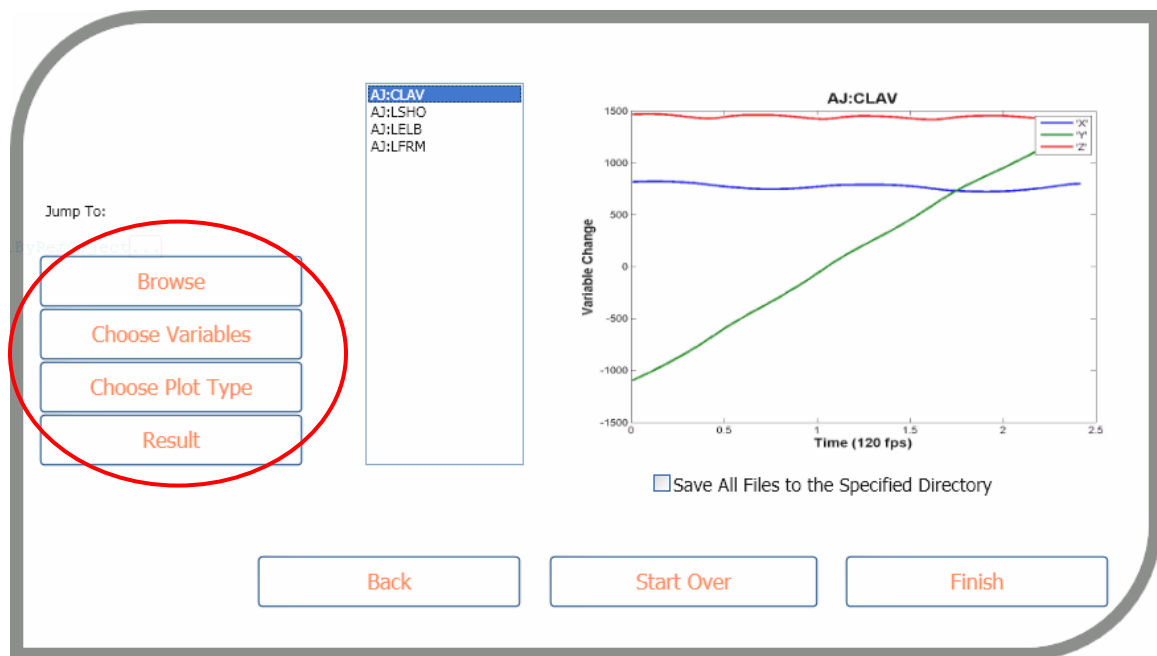 Jump To:
Browse
Choose Variables
Choose Plot Type
Result
AJ:CLAV
AJ:LSHO
AJ:LELB
AJ:LFRM
AJ:CLAV
'X'
'Y'
'Z'
Variable Change
1500
1000
500
0
-500
-1000
-1500
0
0.5
1
1.5
2
2.5
Time (120 fps)
Save All Files to the Specified Directory
Back
Start Over
Finish